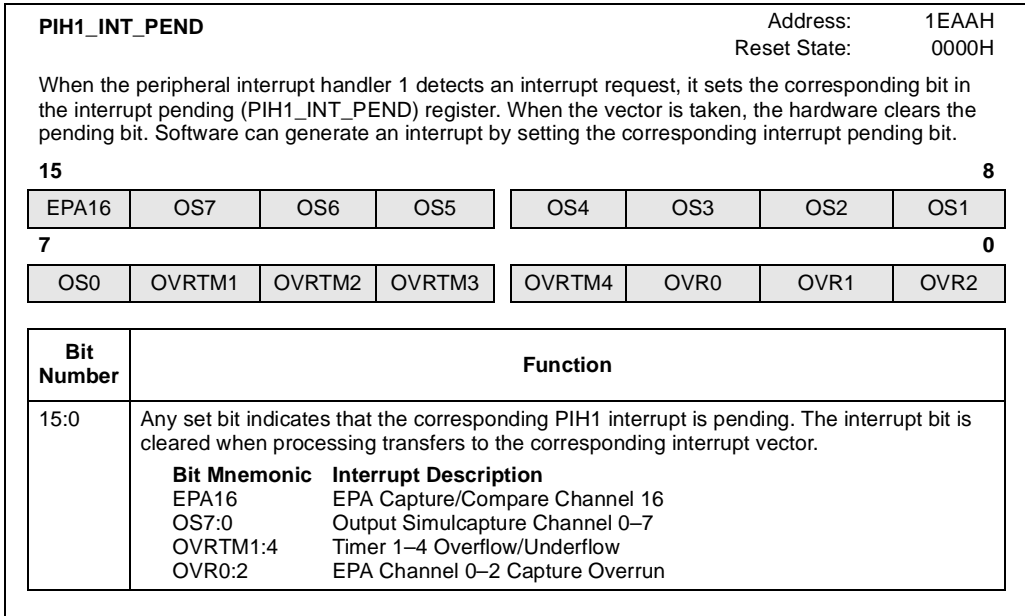 PIH1_INT_PEND Address: 1EAAH
Reset State: 0000H
When the peripheral interrupt handler 1 detects an interrupt request, it sets the corresponding bit in
the interrupt pending (PIH1_INT_PEND) register. When the vector is taken, the hardware clears the
pending bit. Software can generate an interrupt by setting the corresponding interrupt pending bit.
15 8
EPA16 OS7 OS6 OS5 OS4 OS3 OS2 OS1
7 0
OS0 OVRTM1 OVRTM2 OVRTM3 OVRTM4 OVR0 OVR1 OVR2
Bit
Number Function
15:0 Any set bit indicates that the corresponding PIH1 interrupt is pending. The interrupt bit is
cleared when processing transfers to the corresponding interrupt vector.
Bit Mnemonic Interrupt Description
EPA16 EPA Capture/Compare Channel 16
OS7:0 Output Simulcapture Channel 0–7
OVRTM1:4 Timer 1–4 Overflow/Underflow
OVR0:2 EPA Channel 0–2 Capture Overrun